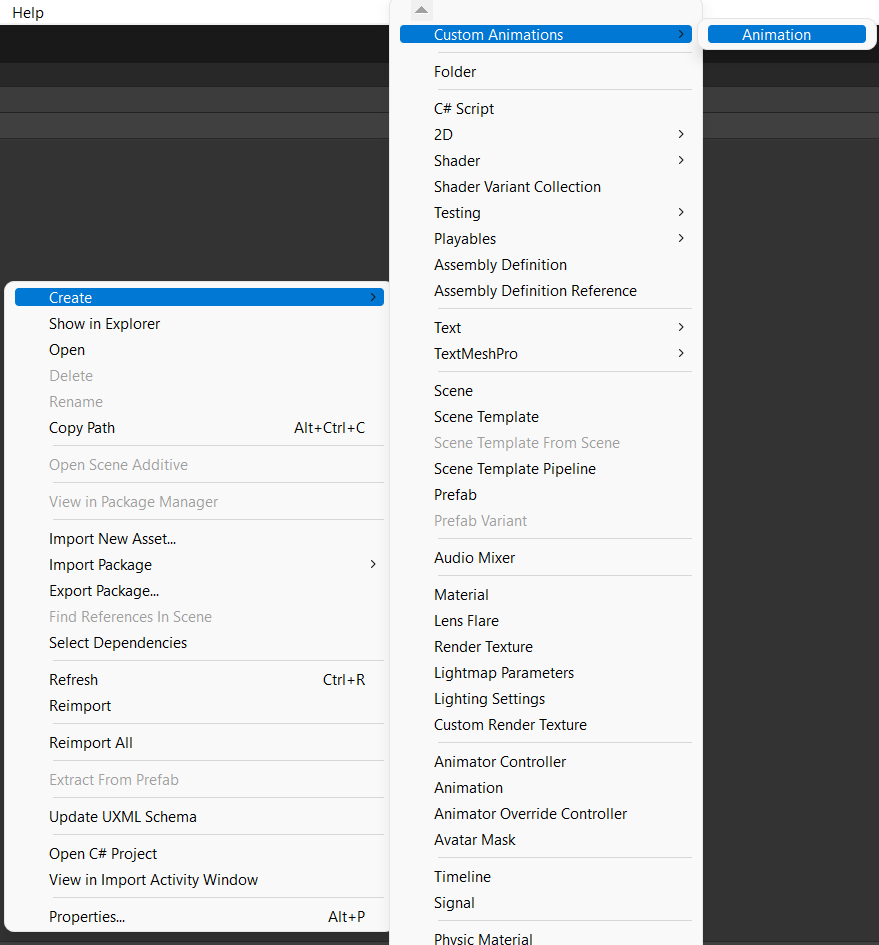 Help
Create
Show in Explorer
Open
Delete
Rename
Copy Path Alt+Ctrl+C
Open Scene Additive
View in Package Manager
Import New Asset...
Import Package
Export Package...
Find References In Scene
Select Dependencies
Refresh Ctrl+R
Reimport
Reimport All
Extract From Prefab
Update UXML Schema
Open C# Project
View in Import Activity Window
Properties... Alt+P
Custom Animations
Folder
C# Script
2D
Shader
Shader Variant Collection
Testing
Playables
Assembly Definition
Assembly Definition Reference
Text
TextMeshPro
Scene
Scene Template
Scene Template From Scene
Scene Template Pipeline
Prefab
Prefab Variant
Audio Mixer
Material
Lens Flare
Render Texture
Lightmap Parameters
Lighting Settings
Custom Render Texture
Animator Controller
Animation
Animator Override Controller
Avatar Mask
Timeline
Signal
Physic Material
Animation